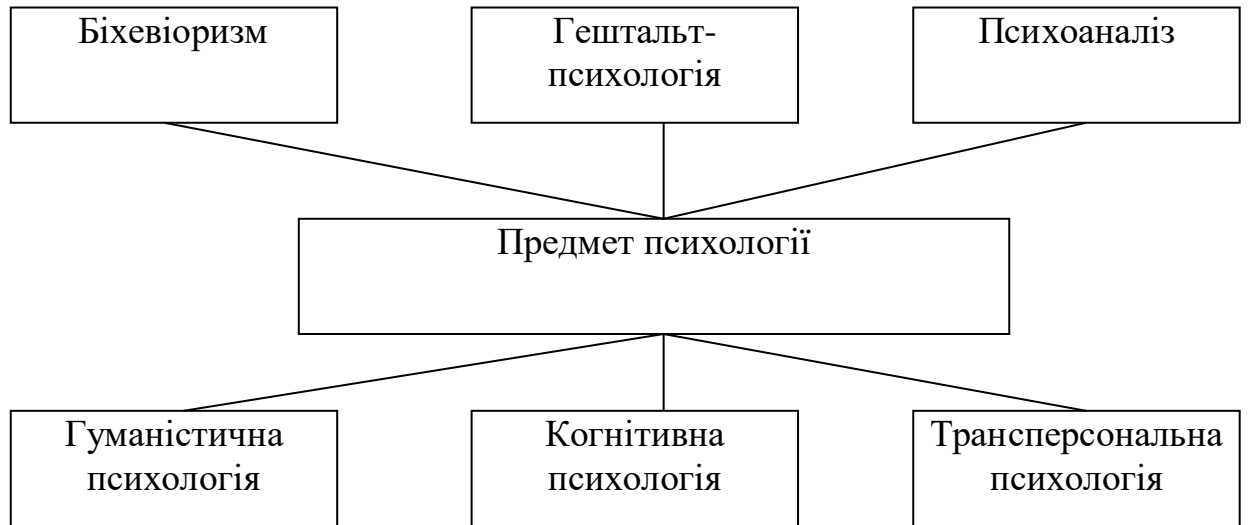 Біхевіоризм
Гештальт-
психологія
Психоаналіз
Предмет психології
Гуманістична
психологія
Когнітивна
психологія
Трансперсональна
психологія